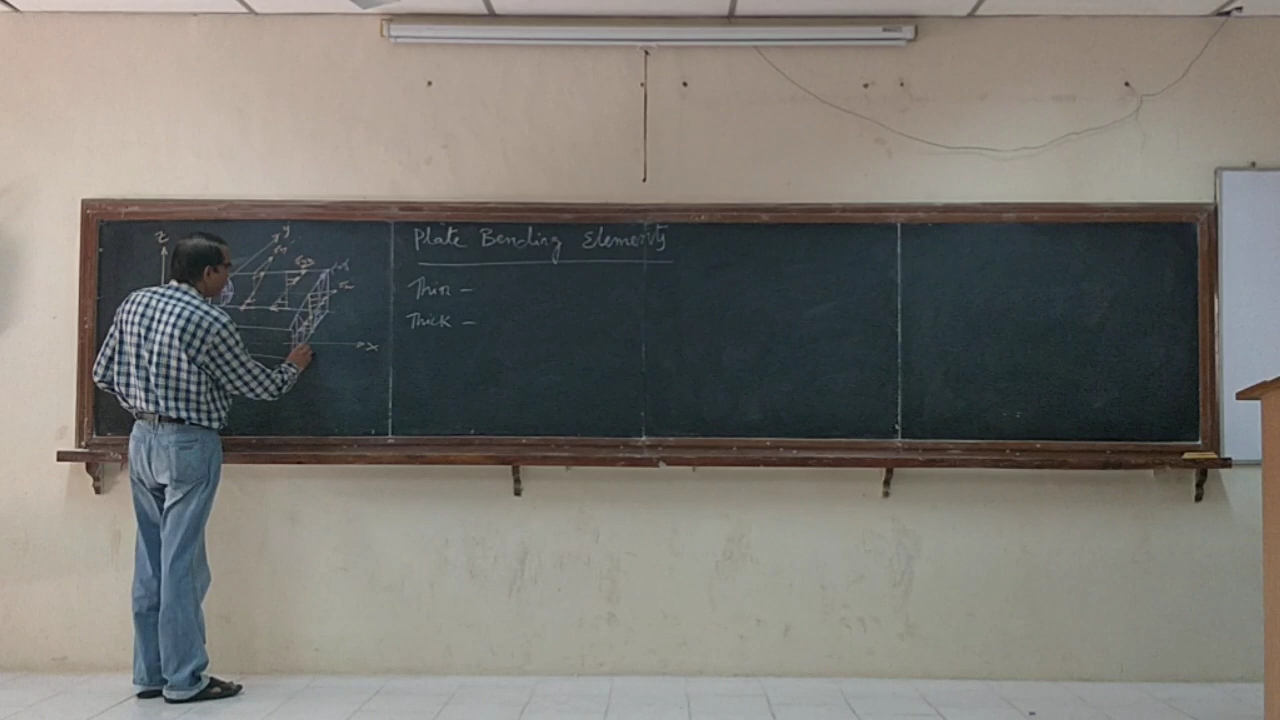 z
y
x
Plate Bending Elements
Thin -
Thick -